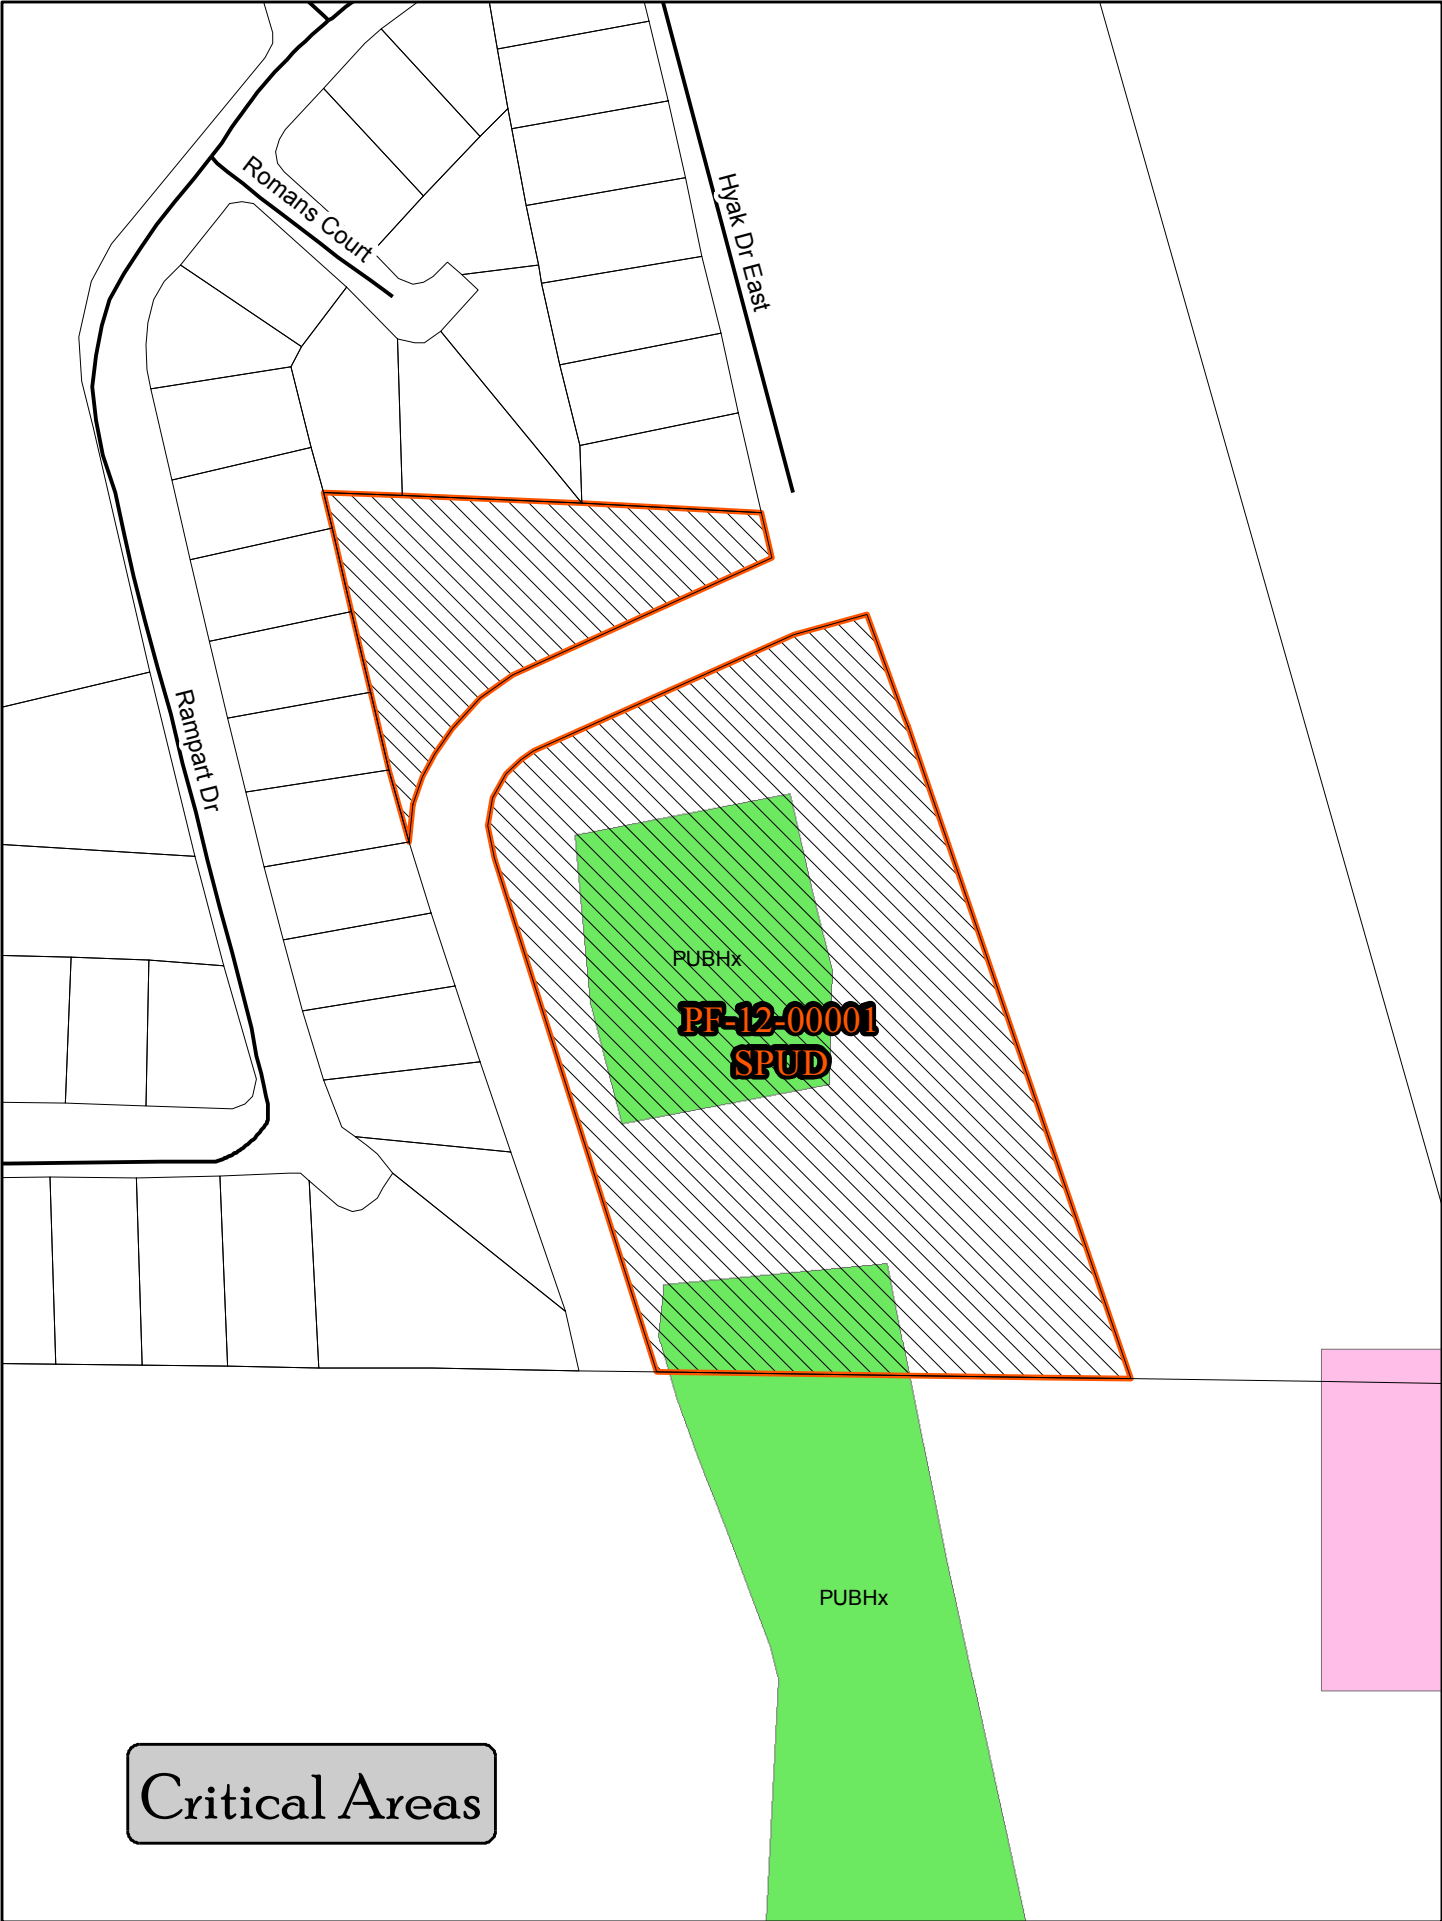 Romans Court
Hyak Dr East
Rampart Dr
PUBHx
PF-12-00001
SPUD
PUBHx
Critical Areas